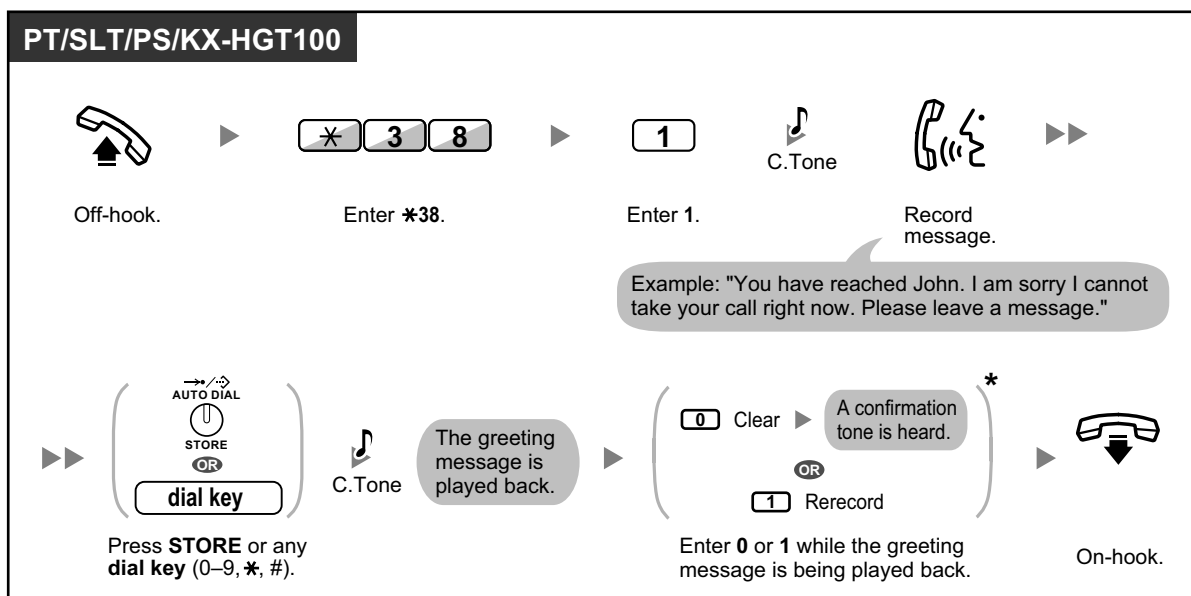 PT/SLT/PS/KX-HGT100
✱ 3 8
1
C.Tone
Off-hook.
Enter ✱38.
Enter 1.
Record
message.
Example: "You have reached John. I am sorry I cannot
take your call right now. Please leave a message."
AUTO DIAL
STORE
OR
dial key
C.Tone
The greeting
message is
played back.
0 Clear
A confirmation
tone is heard.
*
OR
1 Rerecord
Press STORE or any
dial key (0–9, ✱, #).
Enter 0 or 1 while the greeting
message is being played back.
On-hook.